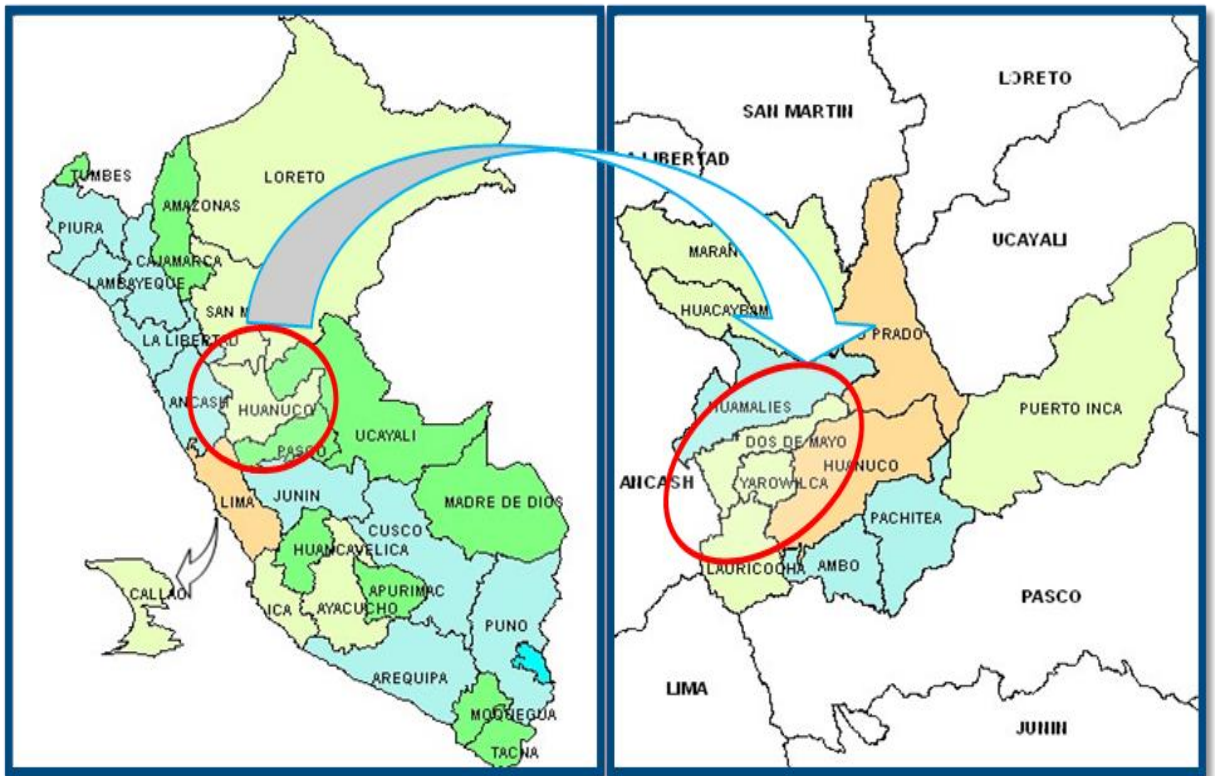 LORETO
TUMBES
AMAZONAS
PIURA
CAJAMARCA
LAMBAYEQUE
SAN M
LA LIBERTAD
ANCASH
HUANUCO
UCAYALI
PASCO
LIMA
JUNIN
MADRE DE DIOS
CUSCO
HUANCAVELICA
CALLAO
APURIMAC
ICA
AYACUCHO
PUNO
AREQUIPA
MOQUEGUA
TACNA
LORETO
SAN MARTIN
A LIBERTAD
UCAYALI
MARAÑ
HUACAYBAM
O PRADO
HUAMALIES
PUERTO INCA
DOS DE MAYO
HUANUCO
ANCASH
YAROWILCA
PACHITEA
LAURICOCHA
AMBO
PASCO
LIMA
JUNIN